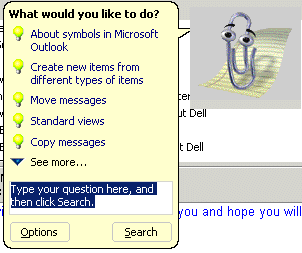 What would you like to do?
About symbols in Microsoft
Outlook
Create new items from
different types of items
Move messages
Standard views
Copy messages
See more...
Type your question here, and
then click Search.
Options
Search
ut Dell
ut Dell
you and hope you will